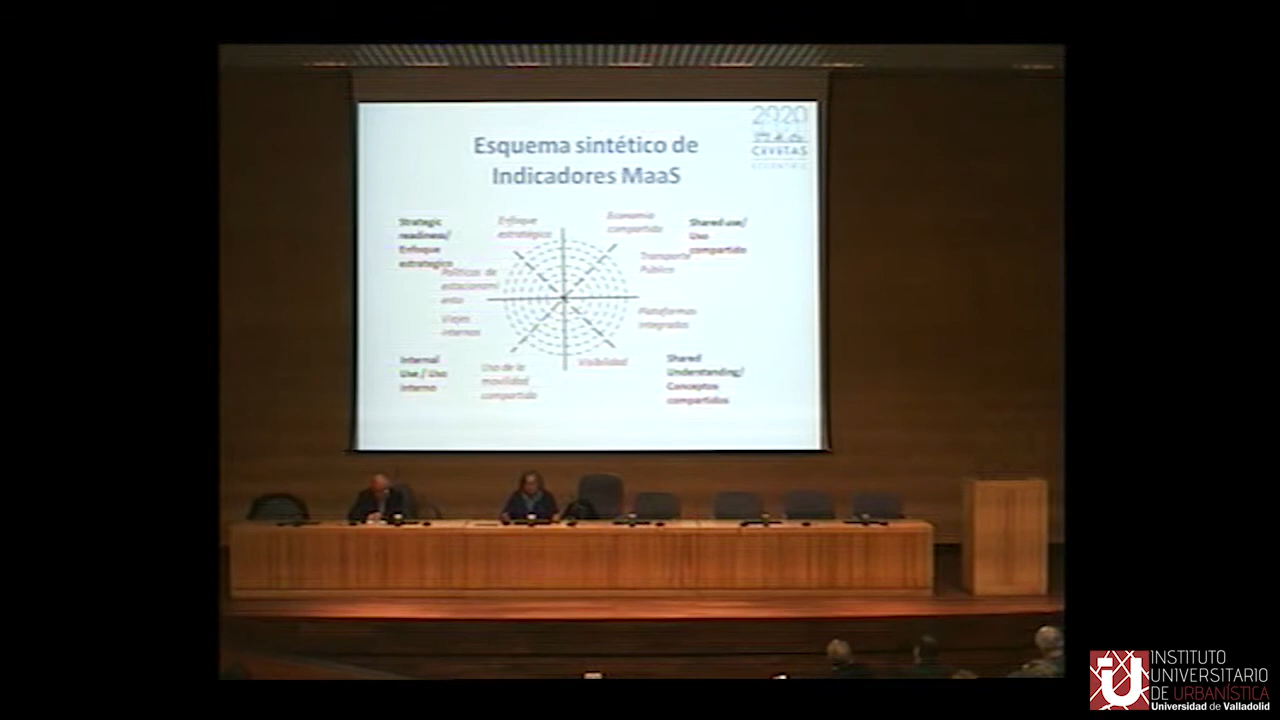 2020
CIVITAS
Esquema sintético de
Indicadores MaaS
Strategic
readiness/
Enfoque
estrategico
Enfoque
estratégico
Economia
compartida
Shared use/
Uso
compartido
Transporte
Público
Políticas de
estacionami
ento
Viajes
internos
Plataformas
integradas
Internal
Use / Uso
interno
Uso de la
movilidad
compartida
Visibilidad
Shared
Understanding/
Conceptos
compartidos
INSTITUTO
UNIVERSITARIO
DE URBANÍSTICA
Universidad de Valladolid